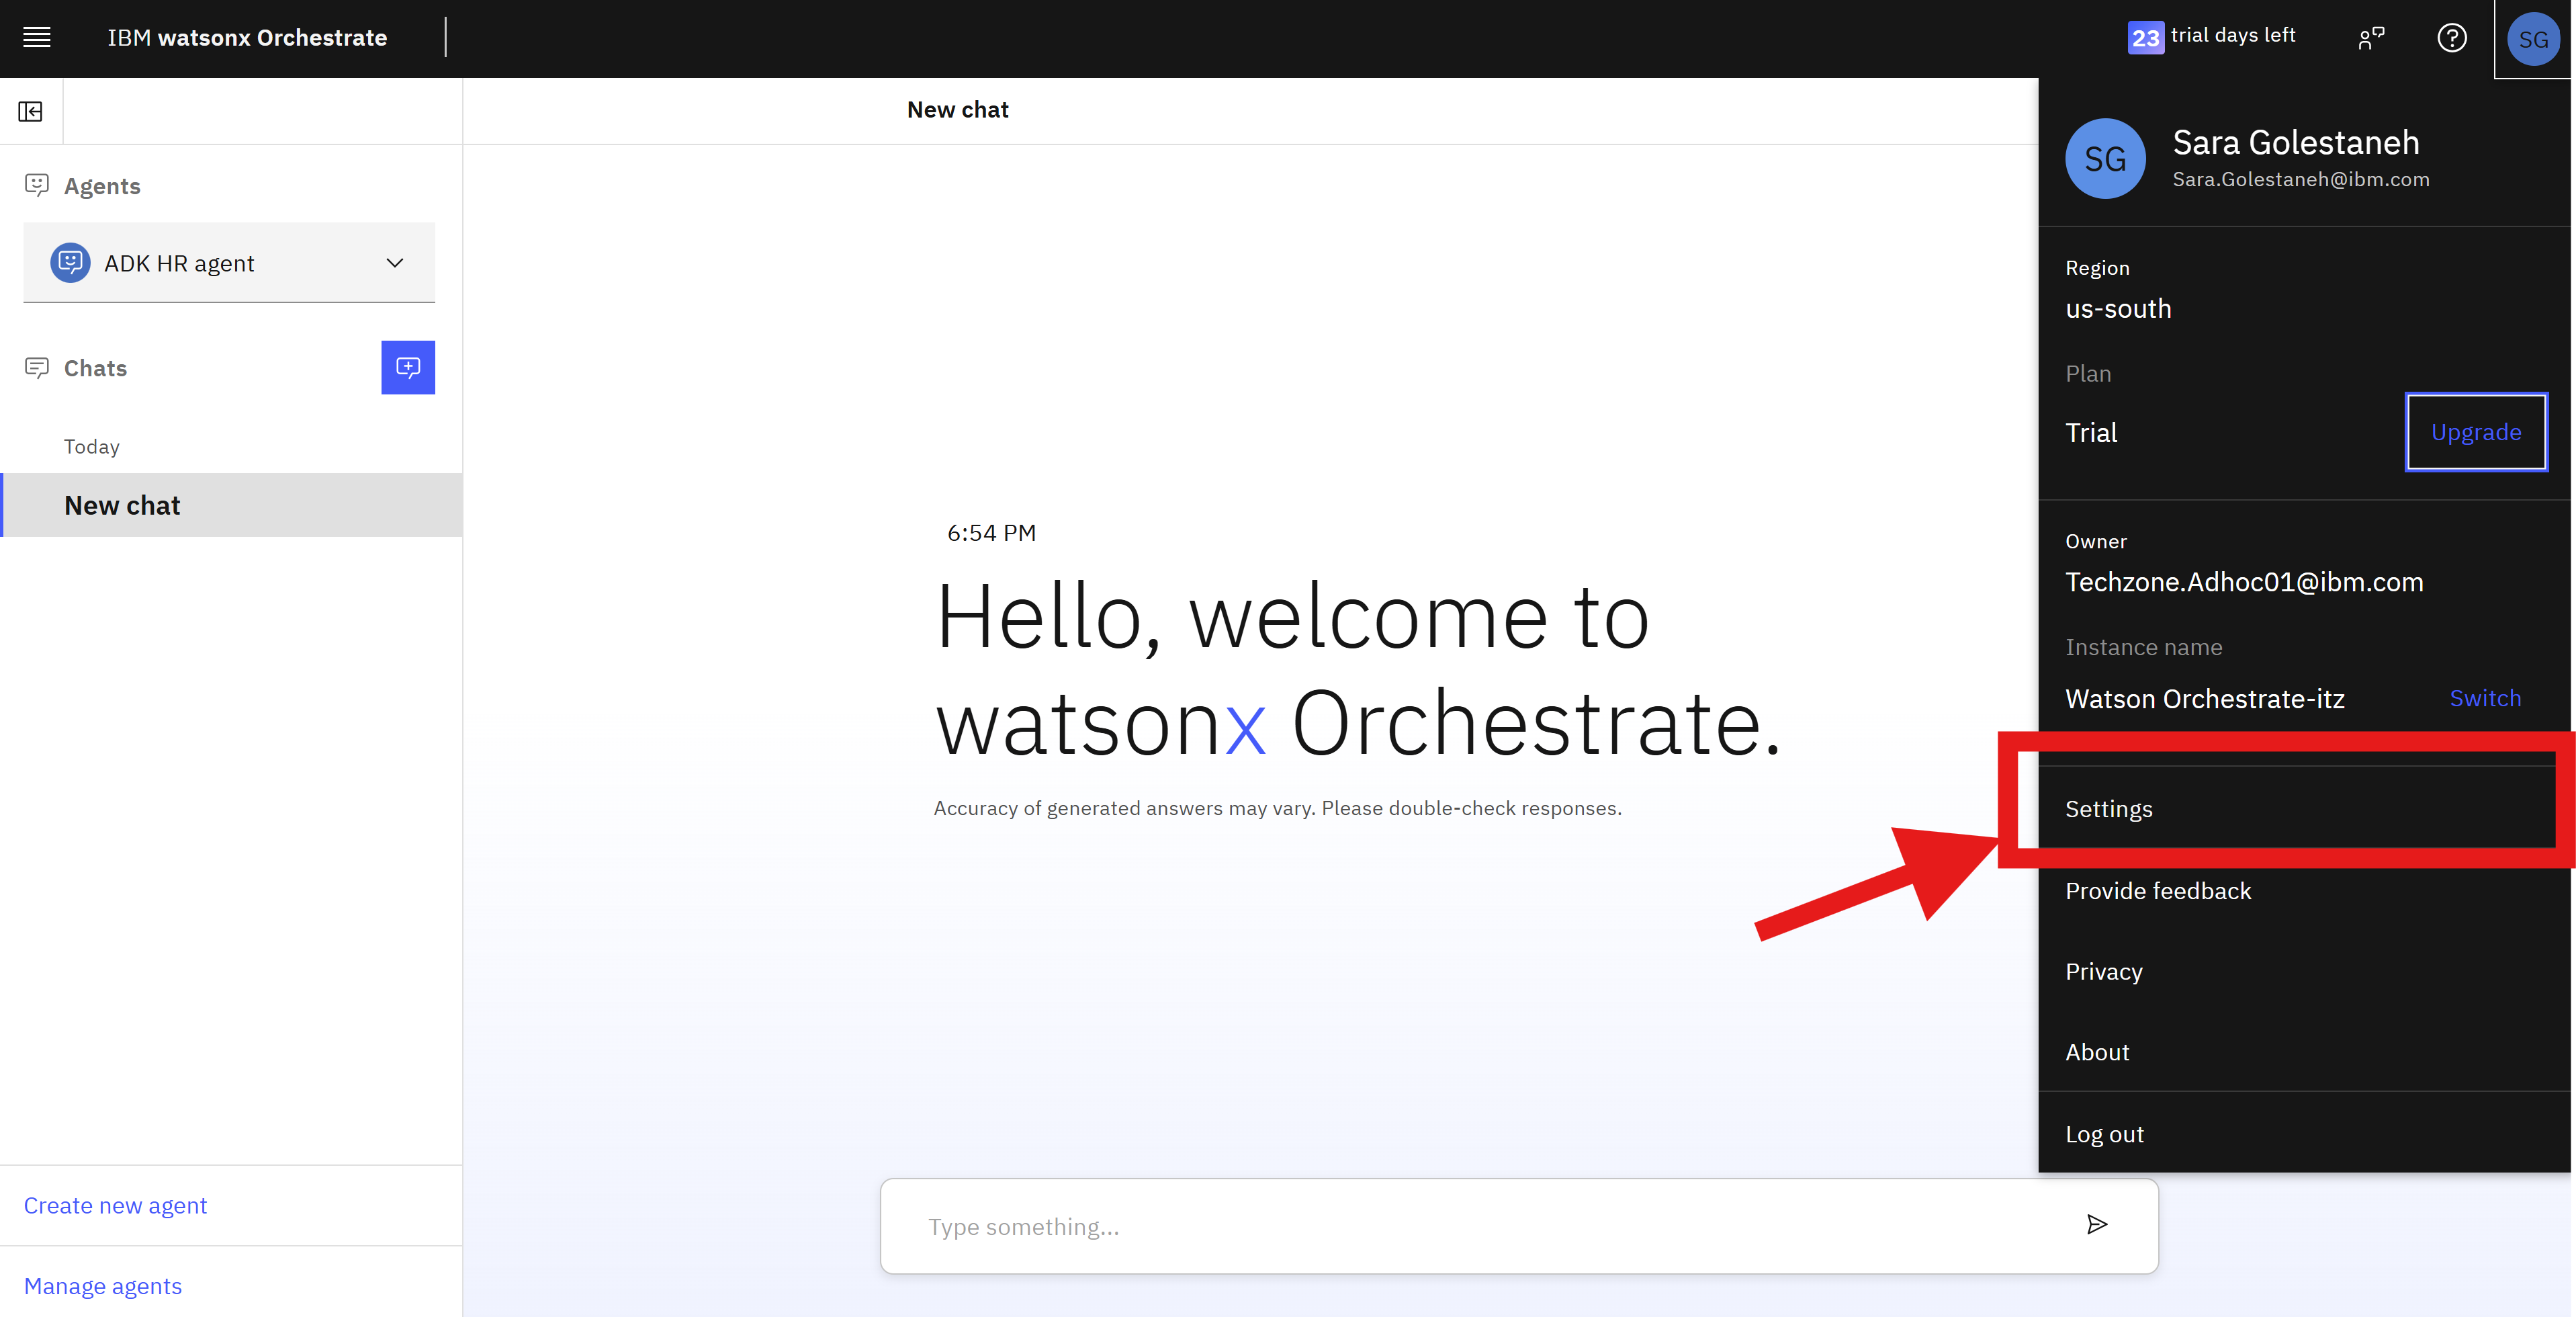 IBM watsonx Orchestrate
23 trial days left
SG
New chat
Agents
ADK HR agent
Chats
Today
New chat
Create new agent
Manage agents
6:54 PM
Hello, welcome to
watsonx Orchestrate.
Accuracy of generated answers may vary. Please double-check responses.
Type something...
SG
Sara Golestaneh
Sara.Golestaneh@ibm.com
Region
us-south
Plan
Trial
Upgrade
Owner
Techzone.Adhoc01@ibm.com
Instance name
Watson Orchestrate-itz
Switch
Settings
Provide feedback
Privacy
About
Log out